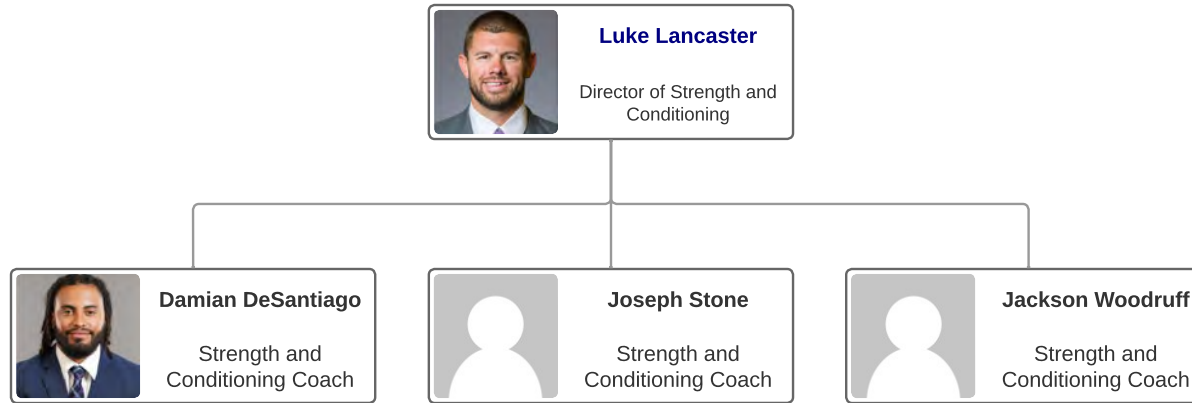 Luke Lancaster
Director of Strength and
Conditioning
Damian DeSantiago
Strength and
Conditioning Coach
Joseph Stone
Strength and
Conditioning Coach
Jackson Woodruff
Strength and
Conditioning Coach